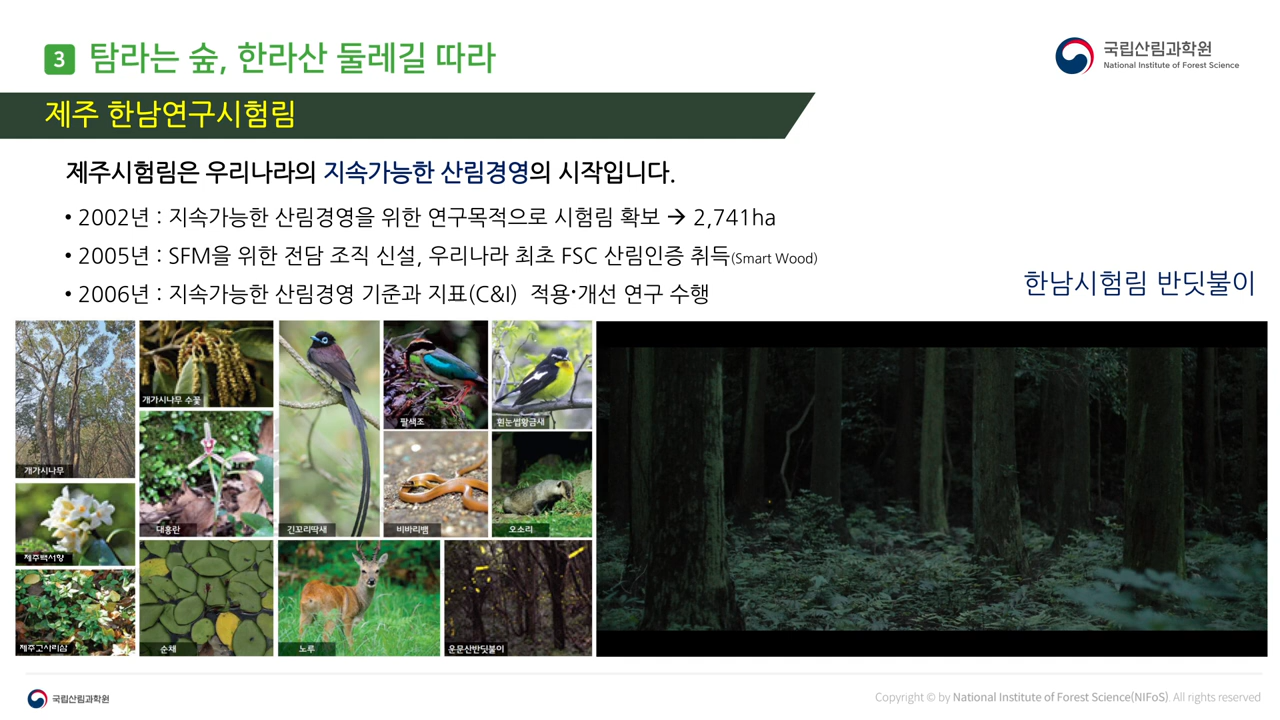 3 탐라는 숲, 한라산 둘레길 따라
국립산림과학원
National Institute of Forest Science
제주 한남연구시험림
제주시험림은 우리나라의 지속가능한 산림경영의 시작입니다.
• 2002년 : 지속가능한 산림경영을 위한 연구목적으로 시험림 확보 → 2,741ha
• 2005년 : SFM을 위한 전담 조직 신설, 우리나라 최초 FSC 산림인증 취득(Smart Wood)
• 2006년 : 지속가능한 산림경영 기준과 지표(C&I) 적용·개선 연구 수행
한남시험림 반딧불이
개가시나무
개가시나무 수꽃
팔색조
흰눈썹황금새
제주백서향
대흥란
긴꼬리딱새
비바리뱀
오소리
제주고사리삼
순채
노루
운문산반딧불이
국립산림과학원
Copyright © by National Institute of Forest Science(NIFoS). All rights reserved